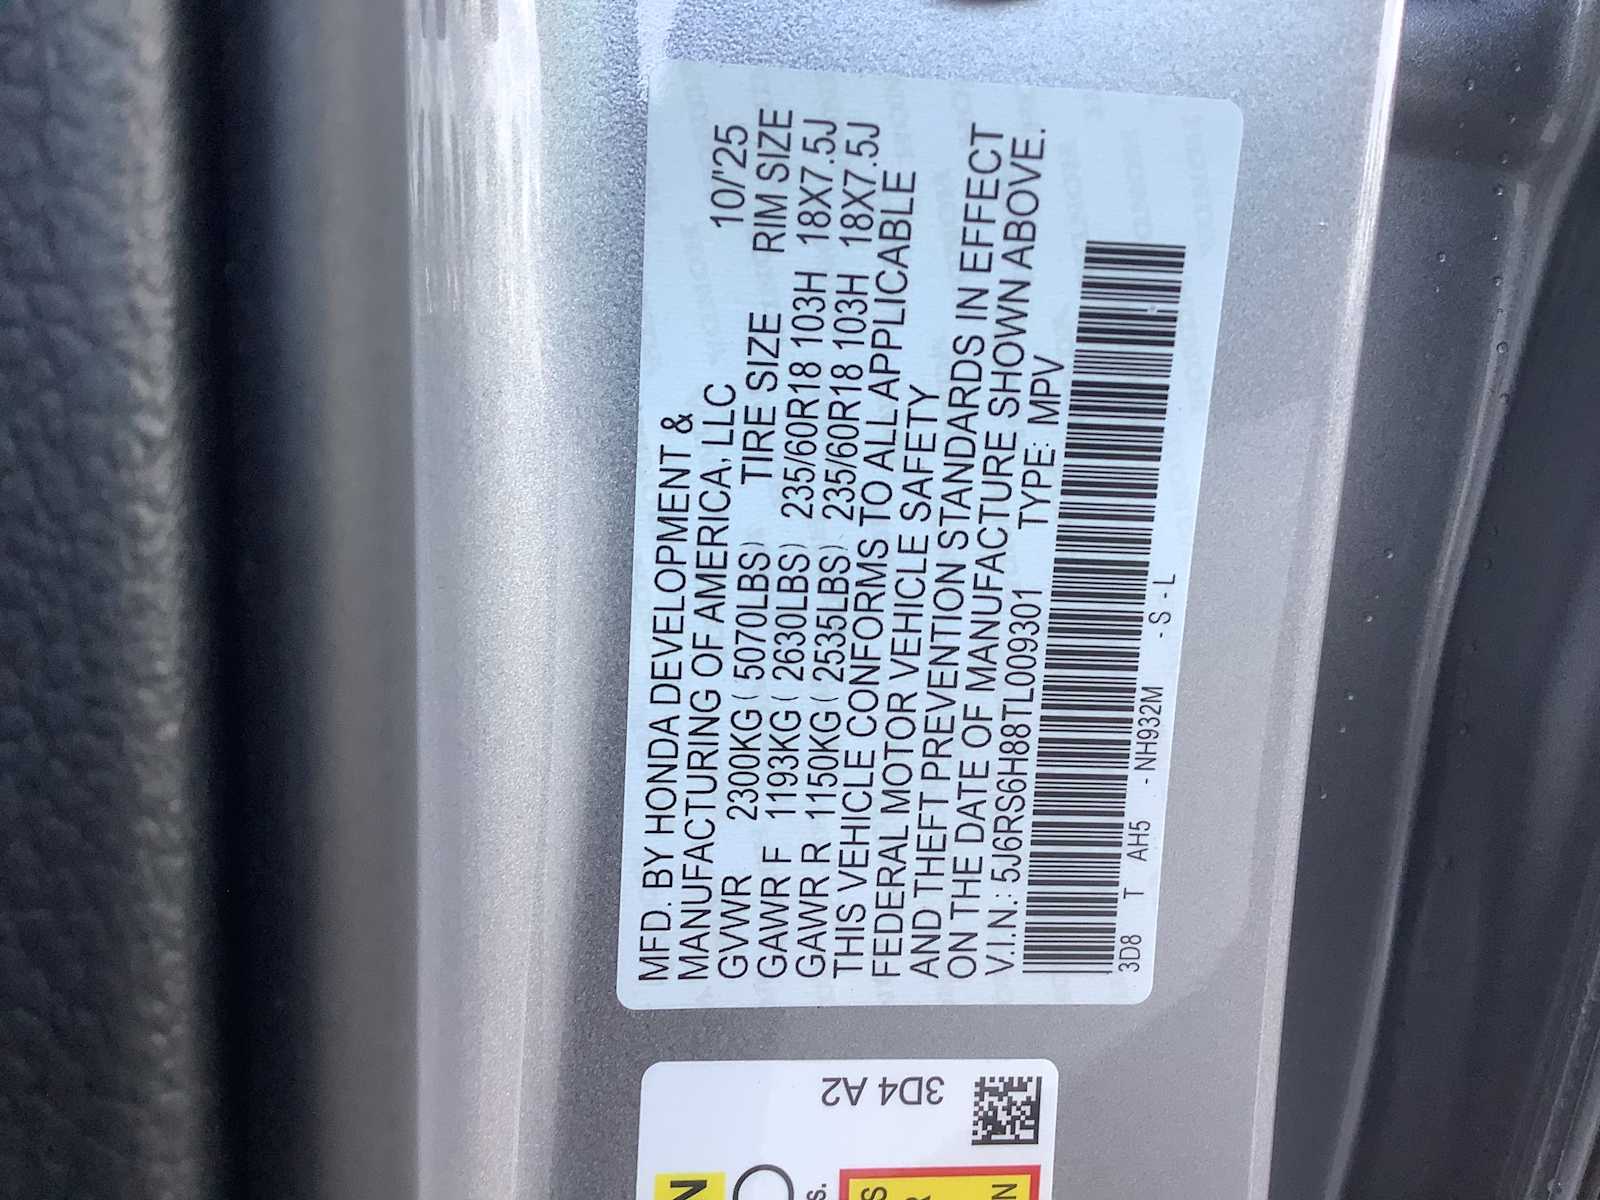 MFD. BY HONDA DEVELOPMENT &
MANUFACTURING OF AMERICA, LLC 10/'25
GVWR 2300KG ( 5070LBS) TIRE SIZE RIM SIZE
GAWR F 1193KG ( 2630LBS) 235/60R18 103H 18X7.5J
GAWR R 1150KG ( 2535LBS) 235/60R18 103H 18X7.5J
THIS VEHICLE CONFORMS TO ALL APPLICABLE
FEDERAL MOTOR VEHICLE SAFETY
AND THEFT PREVENTION STANDARDS IN EFFECT
ON THE DATE OF MANUFACTURE SHOWN ABOVE.
V.I.N.: 5J6RS6H88TL009301 TYPE: MPV
3D8 T AH5 - NH932M - S - L
3D4 A2